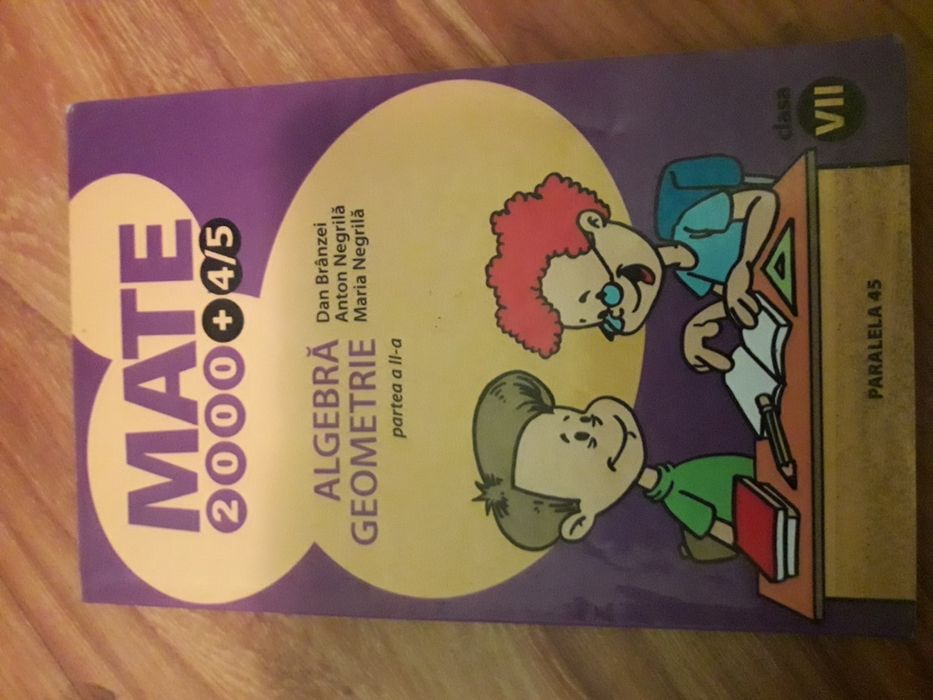 MATE
2000+4/5
ALGEBRĂ
GEOMETRIE
partea a II-a
Dan Brânzei
Anton Negrilă
Maria Negrilă
clasa
VII
PARALELA 45